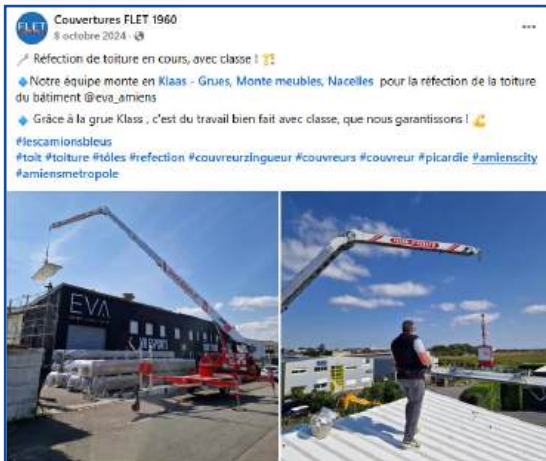 FLET
Couvertures FLET 1960
8 octobre 2024 ·
Réfection de toiture en cours, avec classe !
Notre équipe monte en Klaas - Grues, Monte meubles, Nacelles pour la réfection de la toiture
du bâtiment @eva_amiens
Grâce à la grue Klass , c'est du travail bien fait avec classe, que nous garantissons !
#lescamionsbleus
#toit #toiture #tôles #refection #couvreurzingueur #couvreurs #couvreur #picardie #amienscity
#amiensmetropole
EVA
VR ESPORTS